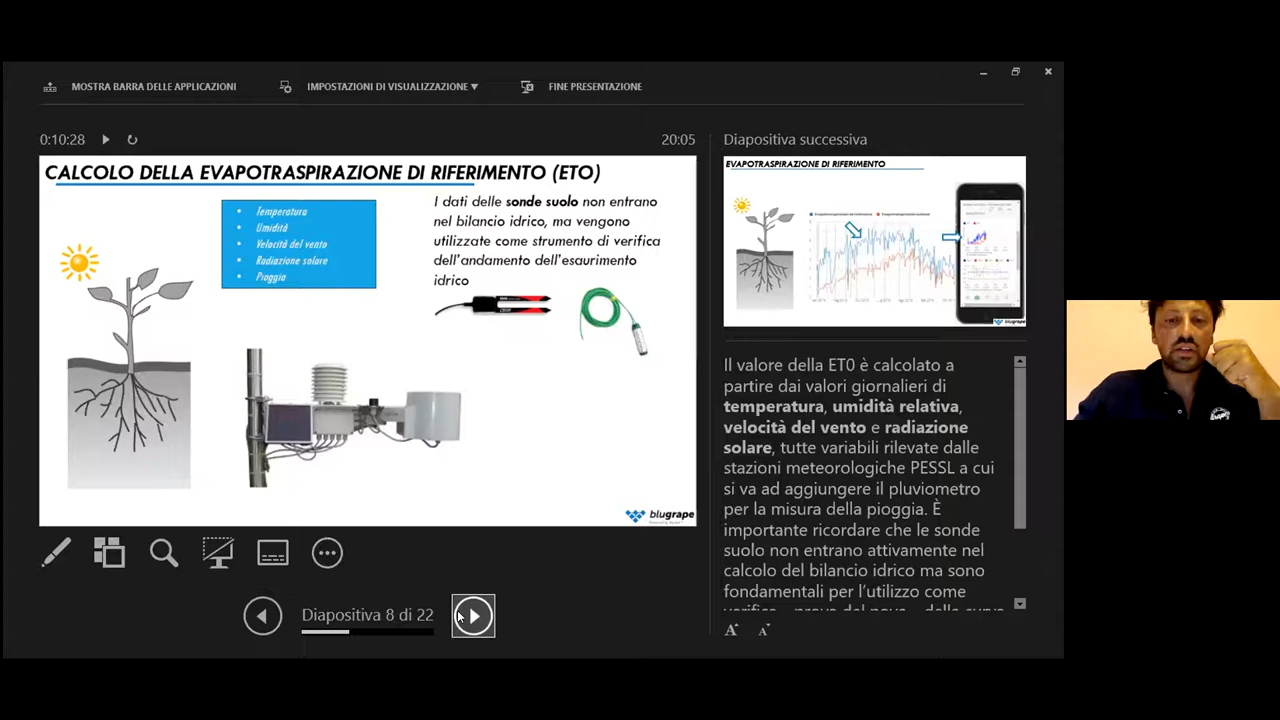 MOSTRA BARRA DELLE APPLICAZIONI
IMPOSTAZIONI DI VISUALIZZAZIONE ▼
FINE PRESENTAZIONE
0:10:28
20:05
CALCOLO DELLA EVAPOTRASPIRAZIONE DI RIFERIMENTO (ETO)
• Temperatura
• Umidità
• Velocità del vento
• Radiazione solare
• Pioggia
I dati delle sonde suolo non entrano
nel bilancio idrico, ma vengono
utilizzate come strumento di verifica
dell'andamento dell'esaurimento
idrico
blugrape
Diapositiva 8 di 22
Diapositiva successiva
EVAPOTRASPIRAZIONE DI RIFERIMENTO
blugrape
Il valore della ET0 è calcolato a
partire dai valori giornalieri di
temperatura, umidità relativa,
velocità del vento e radiazione
solare, tutte variabili rilevate dalle
stazioni meteorologiche PESSL a cui
si va ad aggiungere il pluviometro
per la misura della pioggia. È
importante ricordare che le sonde
suolo non entrano attivamente nel
calcolo del bilancio idrico ma sono
fondamentali per l'utilizzo come
A
A